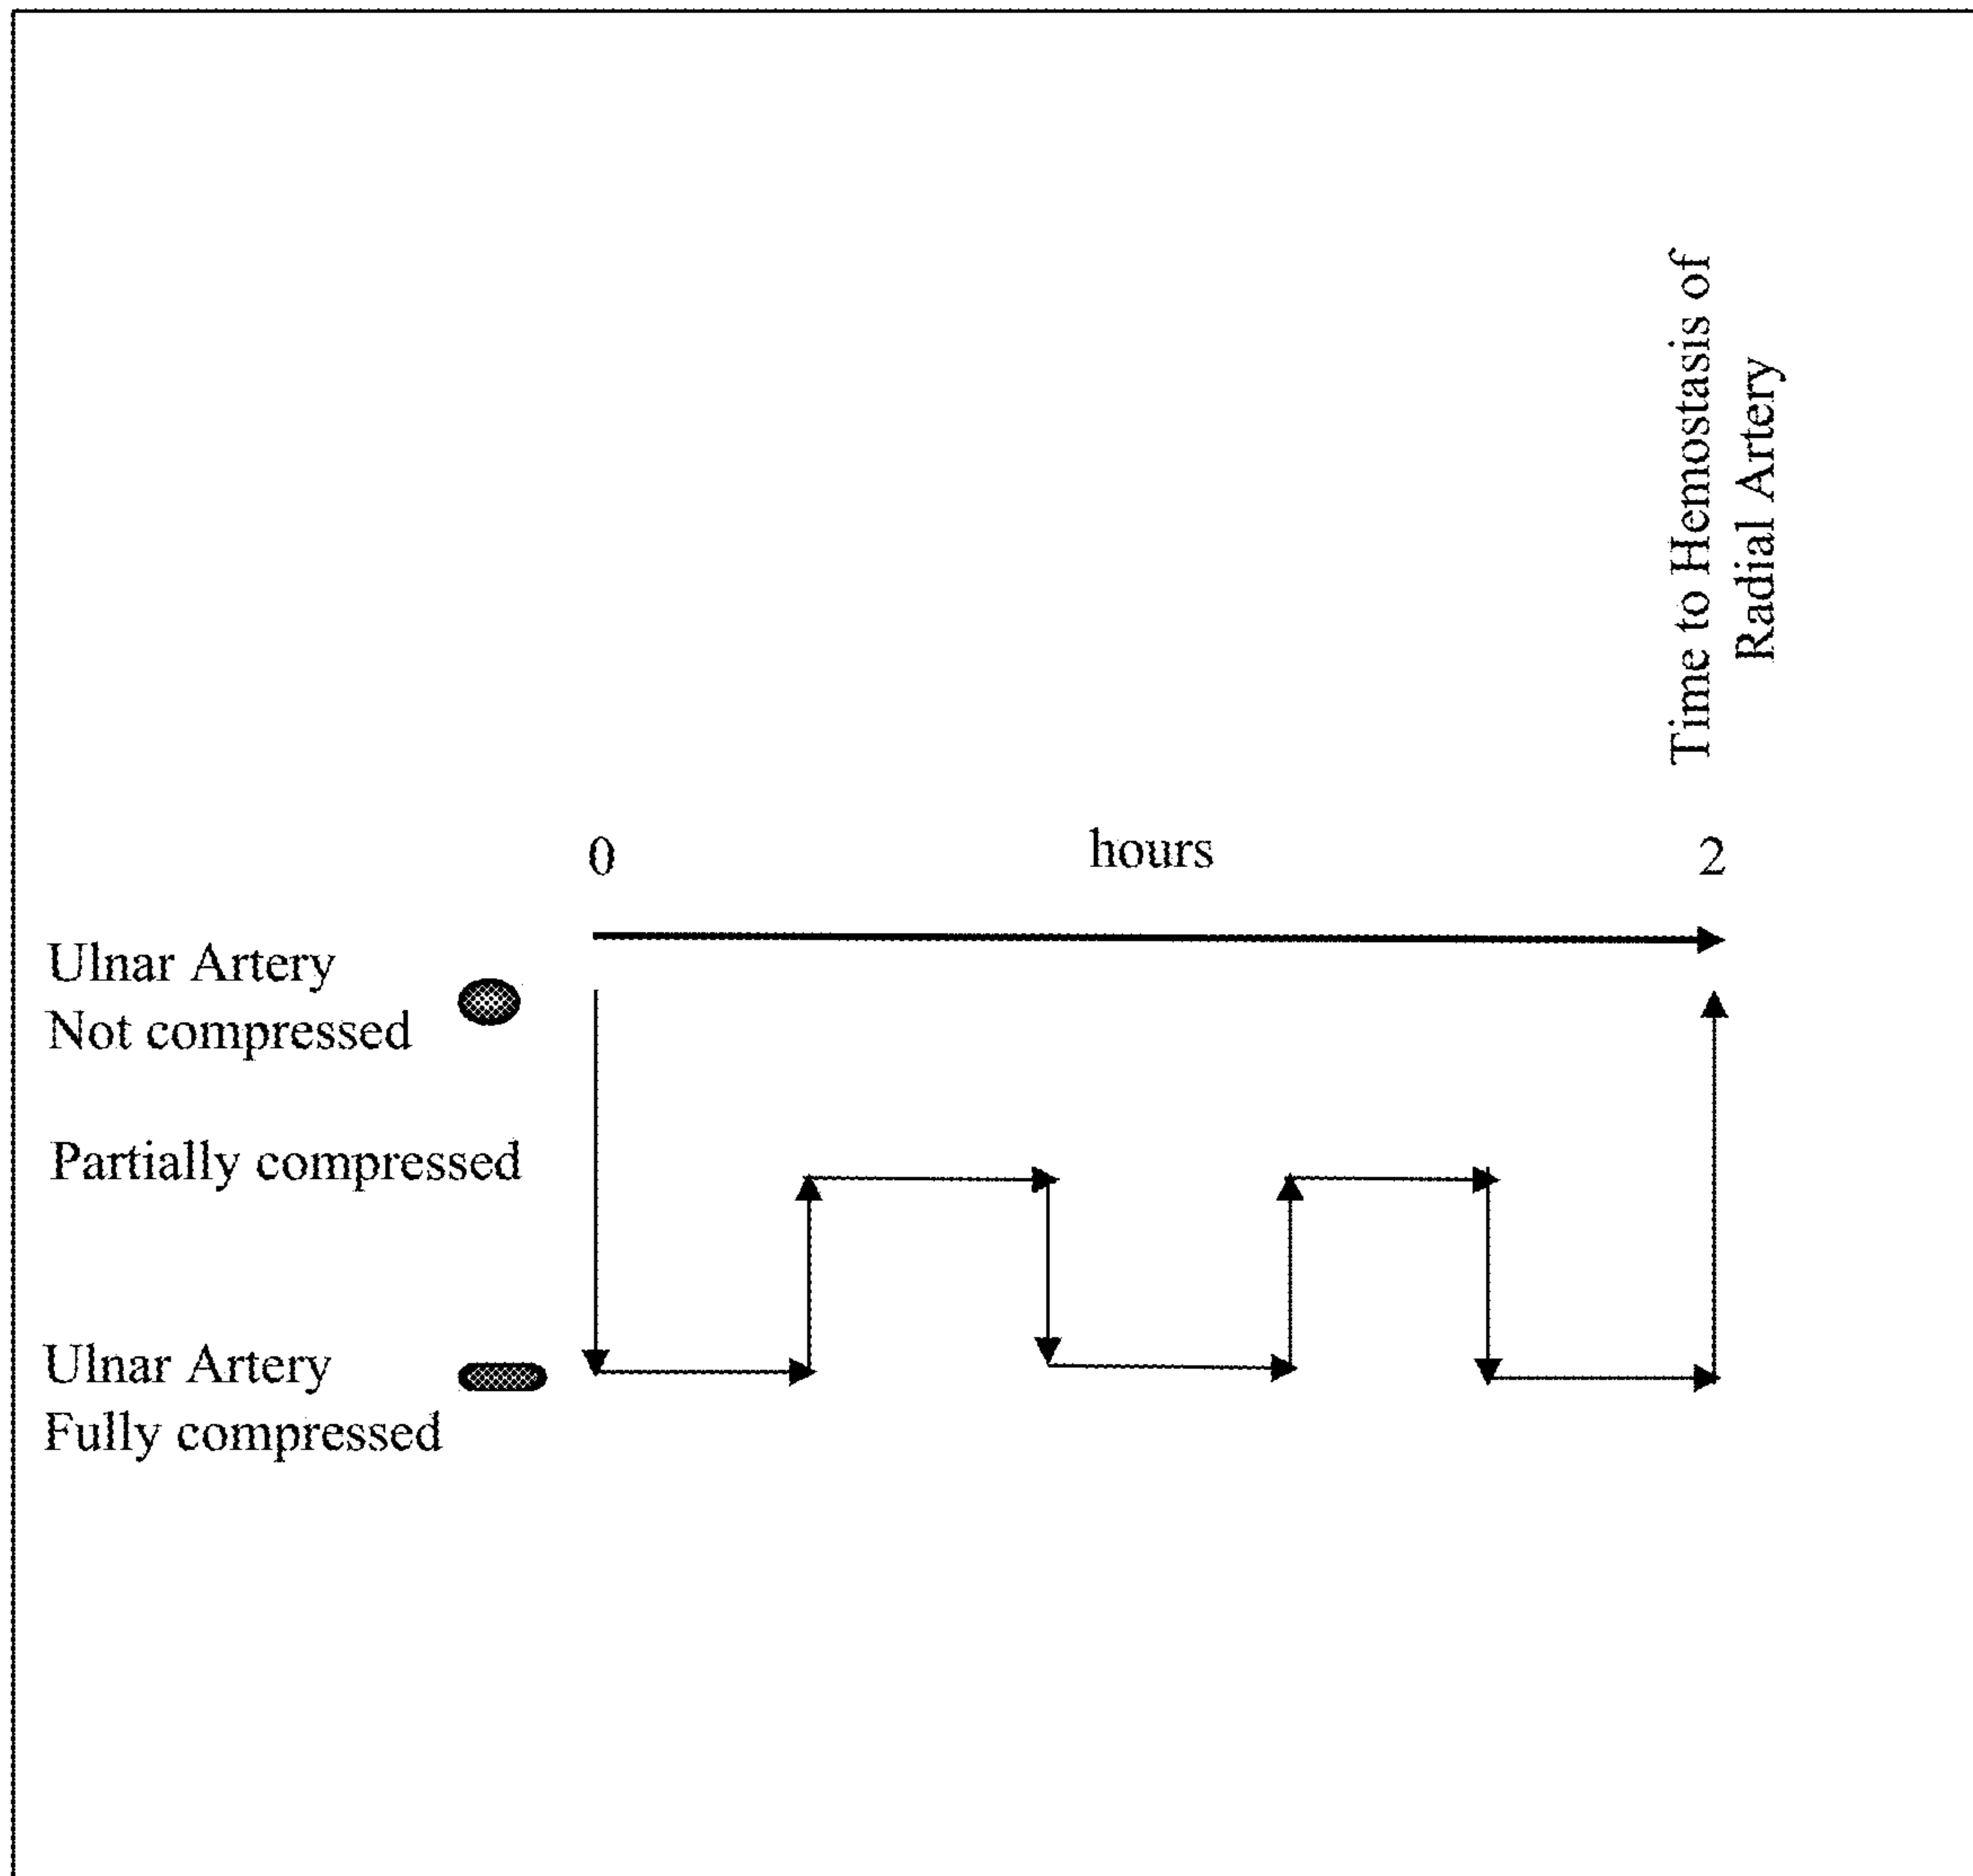 Time to Hemostasis of
Radial Artery
0 hours 2
Ulnar Artery
Not compressed
Partially compressed
Ulnar Artery
Fully compressed